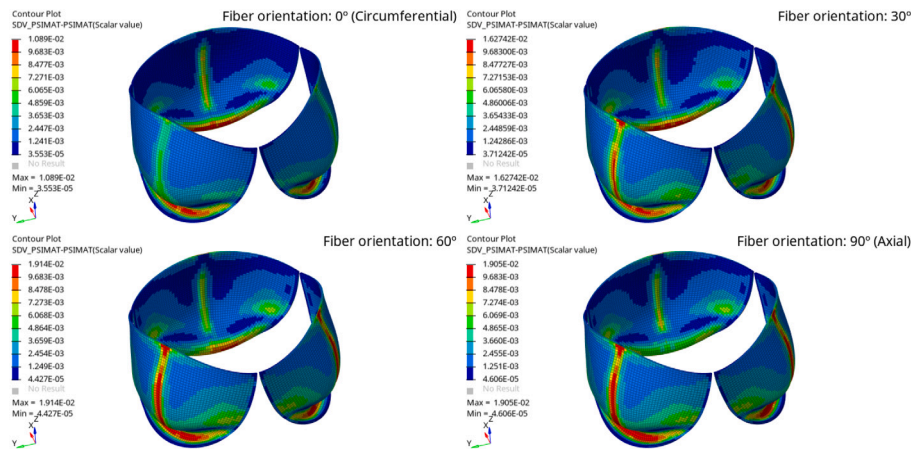 Contour Plot
SDV_PSIMAT-PSIMAT(Scalar value)
Fiber orientation: 0º (Circumferential)
1.089E-02
9.683E-03
8.477E-03
7.271E-03
6.065E-03
4.859E-03
3.653E-03
2.447E-03
1.241E-03
3.553E-05
No Result
Max = 1.089E-02
Min = 3.553E-05
Z
X
Y
Contour Plot
SDV_PSIMAT-PSIMAT(Scalar value)
Fiber orientation: 30º
1.62742E-02
9.68300E-03
8.47727E-03
7.27153E-03
6.06580E-03
4.86006E-03
3.65433E-03
2.44859E-03
1.24286E-03
3.71242E-05
No Result
Max = 1.62742E-02
Min = 3.71242E-05
Z
X
Y
Contour Plot
SDV_PSIMAT-PSIMAT(Scalar value)
Fiber orientation: 60º
1.914E-02
9.683E-03
8.478E-03
7.273E-03
6.068E-03
4.864E-03
3.659E-03
2.454E-03
1.249E-03
4.427E-05
No Result
Max = 1.914E-02
Min = 4.427E-05
Z
X
Y
Contour Plot
SDV_PSIMAT-PSIMAT(Scalar value)
Fiber orientation: 90º (Axial)
1.905E-02
9.683E-03
8.478E-03
7.274E-03
6.069E-03
4.865E-03
3.660E-03
2.455E-03
1.251E-03
4.606E-05
No Result
Max = 1.905E-02
Min = 4.606E-05
Z
X
Y